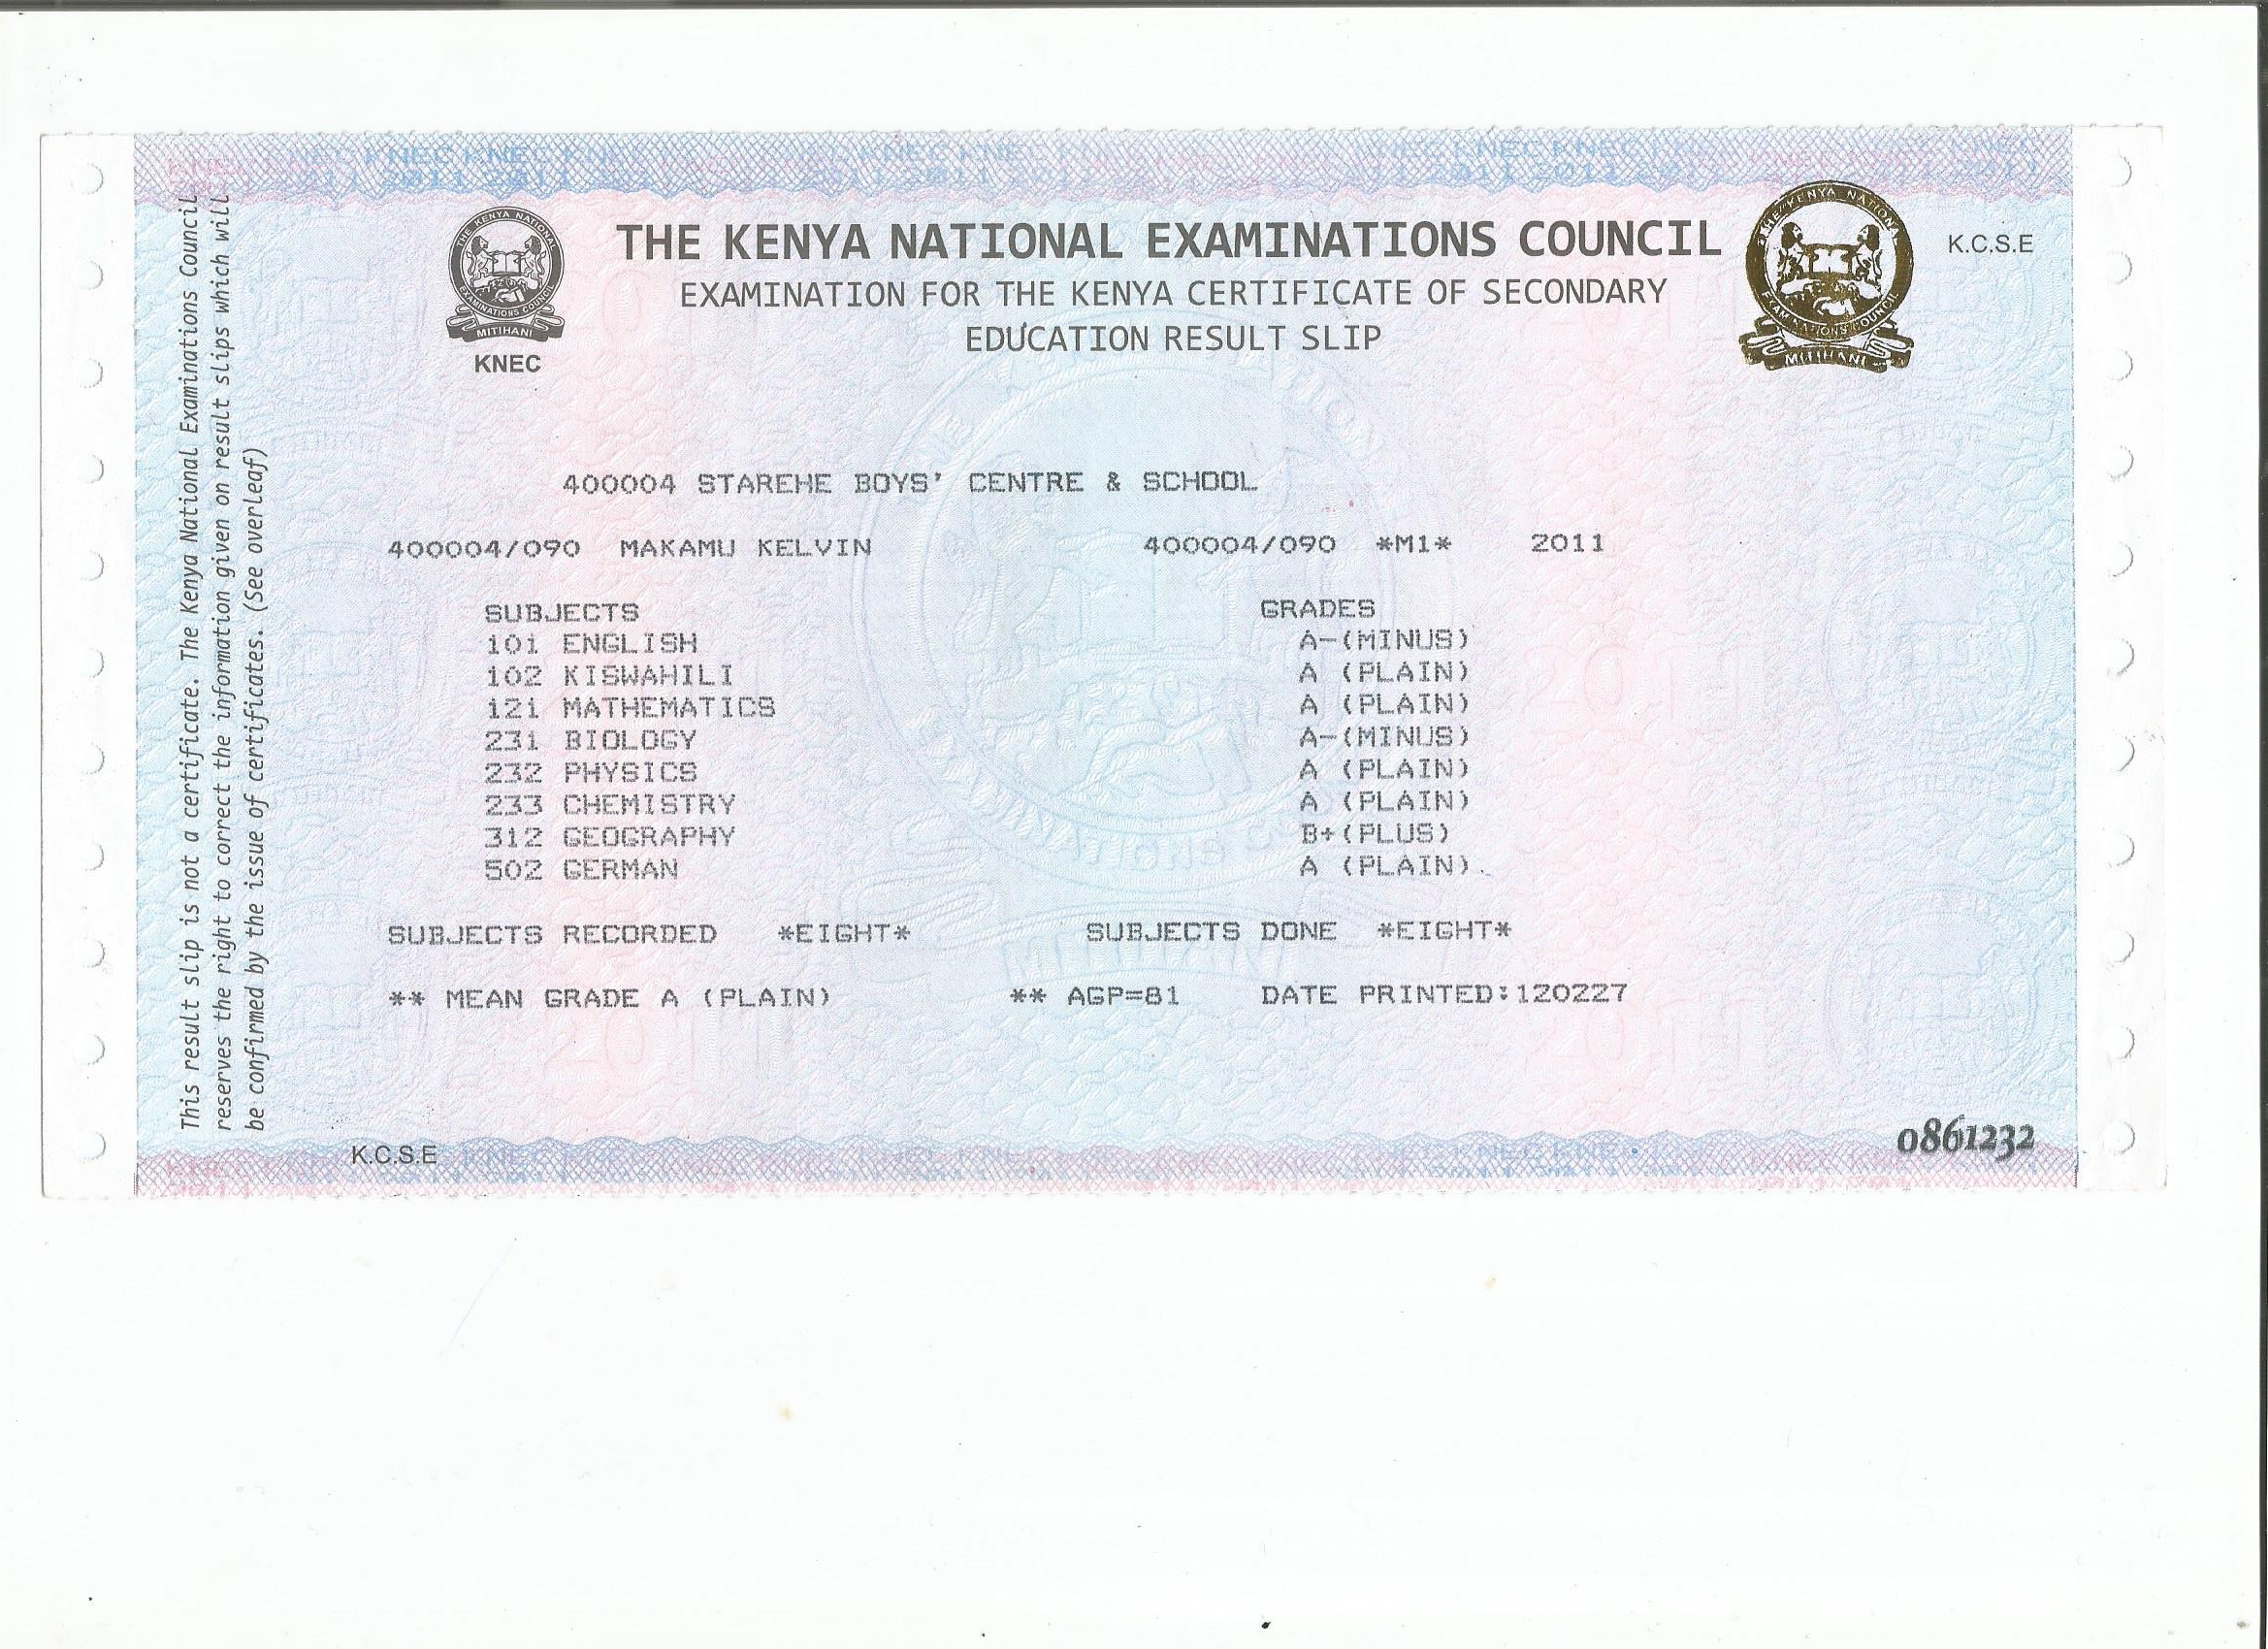 THE KENYA NATIONAL EXAMINATIONS COUNCIL
EXAMINATION FOR THE KENYA CERTIFICATE OF SECONDARY
EDUCATION RESULT SLIP
THE KENYA NATIONAL EXAMINATIONS COUNCIL
MITIHANI
KNEC
THE KENYA NATIONAL EXAMINATIONS COUNCIL
MITIHANI
K.C.S.E
This result slip is not a certificate. The Kenya National Examinations Council
reserves the right to correct the information given on result slips which will
be confirmed by the issue of certificates. (See overleaf)
400004 STAREHE BOYS' CENTRE & SCHOOL
400004/090 MAKAMU KELVIN 400004/090 *M1* 2011
SUBJECTS GRADES
101 ENGLISH A-(MINUS)
102 KISWAHILI A (PLAIN)
121 MATHEMATICS A (PLAIN)
231 BIOLOGY A-(MINUS)
232 PHYSICS A (PLAIN)
233 CHEMISTRY A (PLAIN)
312 GEOGRAPHY B+(PLUS)
502 GERMAN A (PLAIN)
SUBJECTS RECORDED *EIGHT* SUBJECTS DONE *EIGHT*
** MEAN GRADE A (PLAIN) ** AGP=81 DATE PRINTED:120227
K.C.S.E
0861232